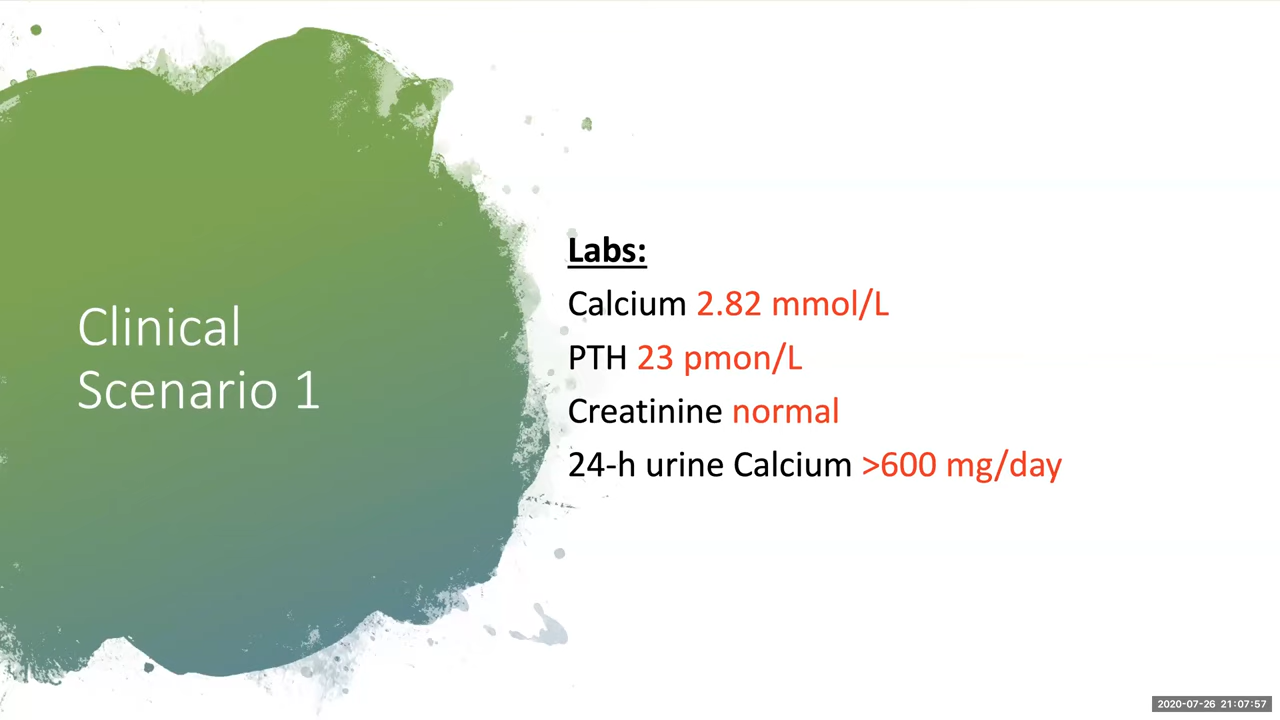 Clinical
Scenario 1
Labs:
Calcium 2.82 mmol/L
PTH 23 pmon/L
Creatinine normal
24-h urine Calcium >600 mg/day
2020-07-26 21:07:57